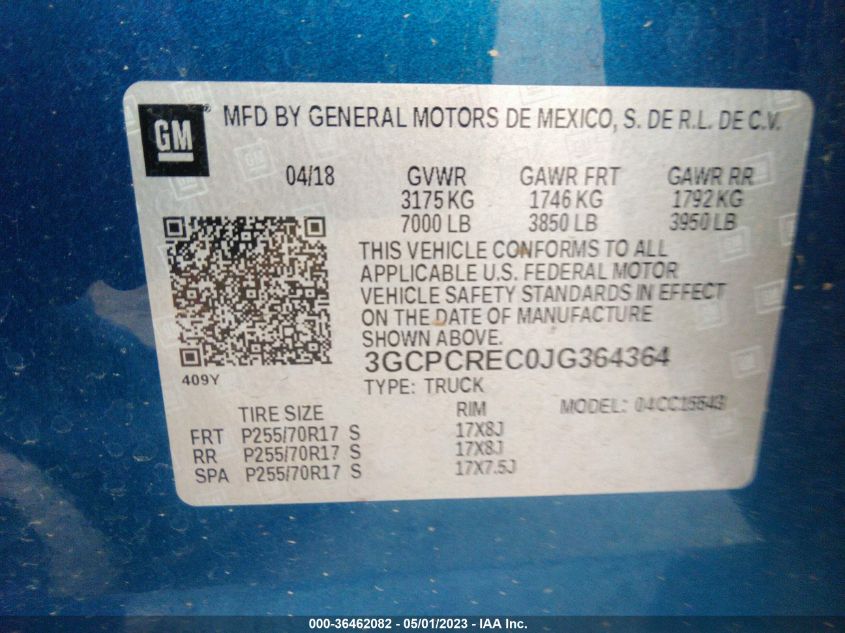 GM® MFD BY GENERAL MOTORS DE MEXICO, S. DE R.L. DE C.V.
04/18 GVWR GAWR FRT GAWR RR
3175 KG 1746 KG 1792 KG
7000 LB 3850 LB 3950 LB
THIS VEHICLE CONFORMS TO ALL
APPLICABLE U.S. FEDERAL MOTOR
VEHICLE SAFETY STANDARDS IN EFFECT
ON THE DATE OF MANUFACTURE
SHOWN ABOVE.
3GCPCREC0JG364364
409Y TYPE: TRUCK
MODEL: 04CC15543
TIRE SIZE RIM
FRT P255/70R17 S 17X8J
RR P255/70R17 S 17X8J
SPA P255/70R17 S 17X7.5J
000-36462082 - 05/01/2023 - IAA Inc.